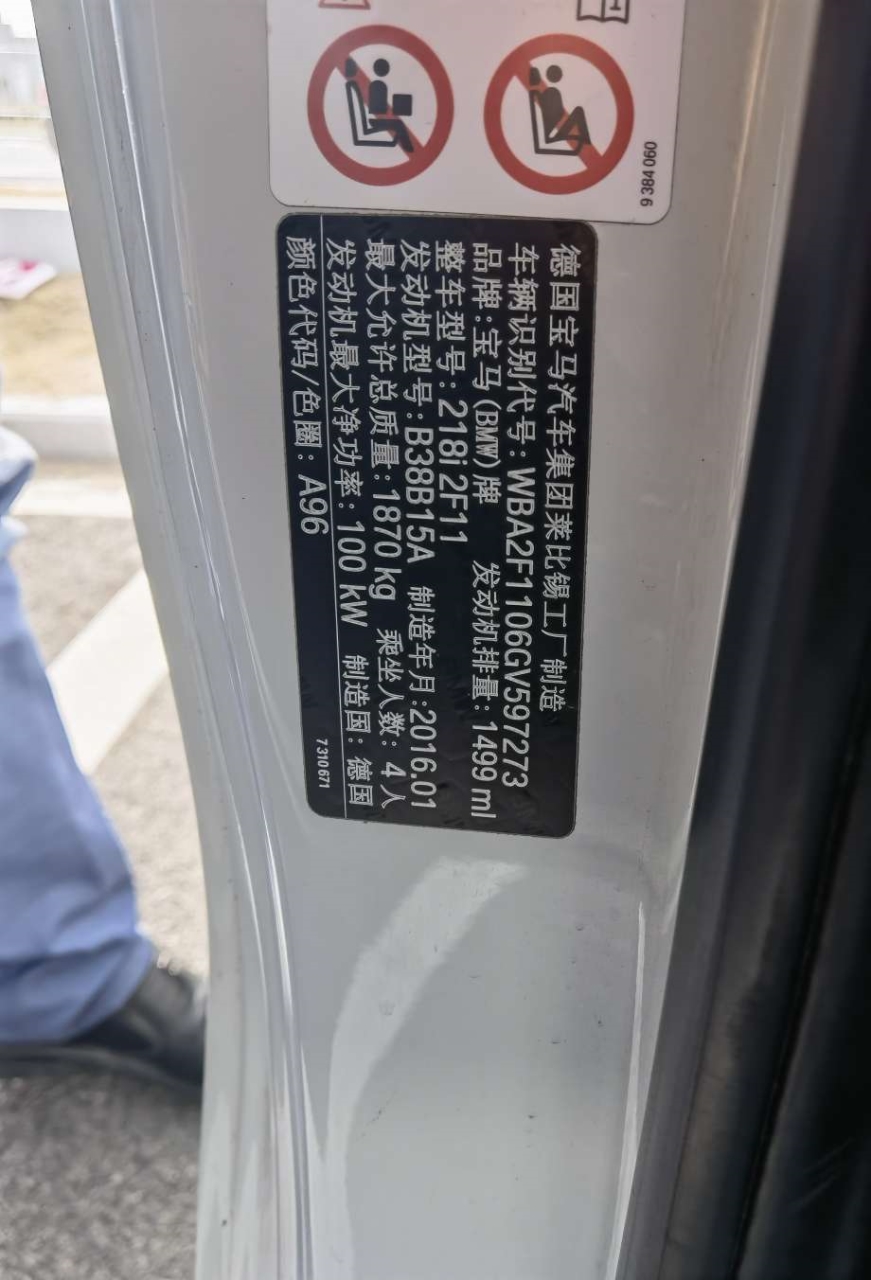 9 384 060
德国宝马汽车集团莱比锡工厂制造
车辆识别代号:WBA2F1106GV597273
品牌:宝马(BMW)牌 发动机排量:1499 ml
整车型号:218i 2F11
发动机型号:B38B15A 制造年月:2016.01
最大允许总质量:1870 kg 乘坐人数: 4人
发动机最大净功率: 100 kW 制造国: 德国
颜色代码/色圈: A96
7310671